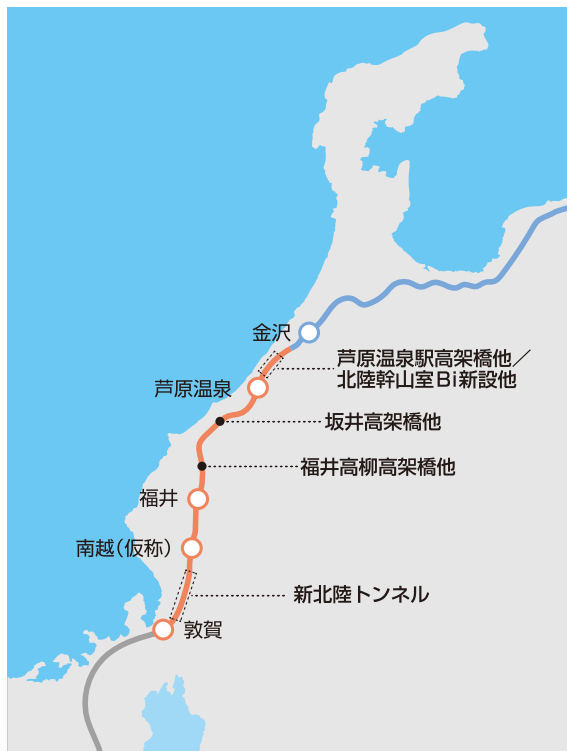 金沢
芦原温泉駅高架橋他／
北陸幹山室Bi新設他
芦原温泉
坂井高架橋他
福井高柳高架橋他
福井
南越（仮称）
新北陸トンネル
敦賀